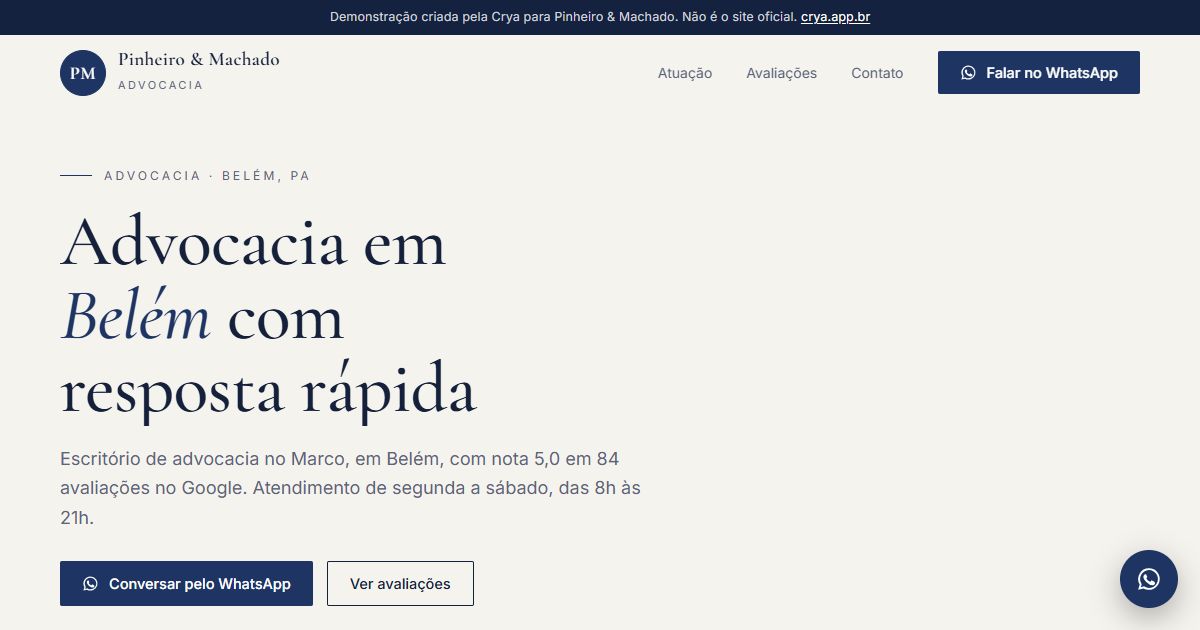 Demonstração criada pela Crya para Pinheiro & Machado. Não é o site oficial. crya.app.br
PM
Pinheiro & Machado
ADVOCACIA
Atuação
Avaliações
Contato
Falar no WhatsApp
ADVOCACIA · BELÉM, PA
Advocacia em
Belém com
resposta rápida
Escritório de advocacia no Marco, em Belém, com nota 5,0 em 84
avaliações no Google. Atendimento de segunda a sábado, das 8h às
21h.
Conversar pelo WhatsApp
Ver avaliações